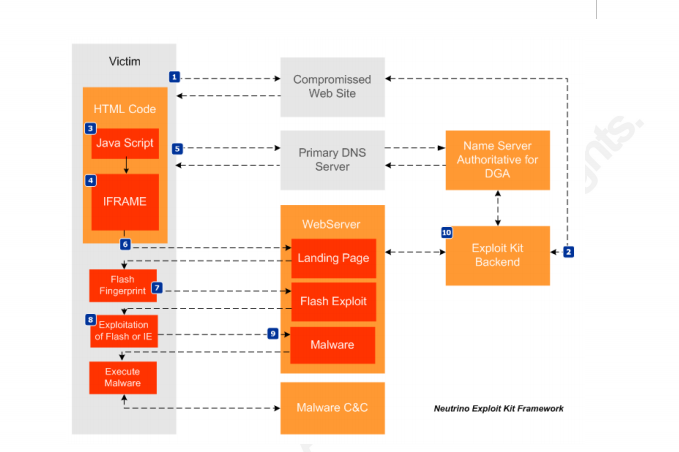 Victim
1
Compromissed
Web Site
HTML Code
3
Java Script
5
Primary DNS
Server
Name Server
Authoritative for
DGA
4
IFRAME
WebServer
10
Exploit Kit
Backend
2
6
Landing Page
Flash
Fingerprint
7
Flash Exploit
8
Exploitation
of Flash or IE
9
Malware
Execute
Malware
Malware C&C
Neutrino Exploit Kit Framework